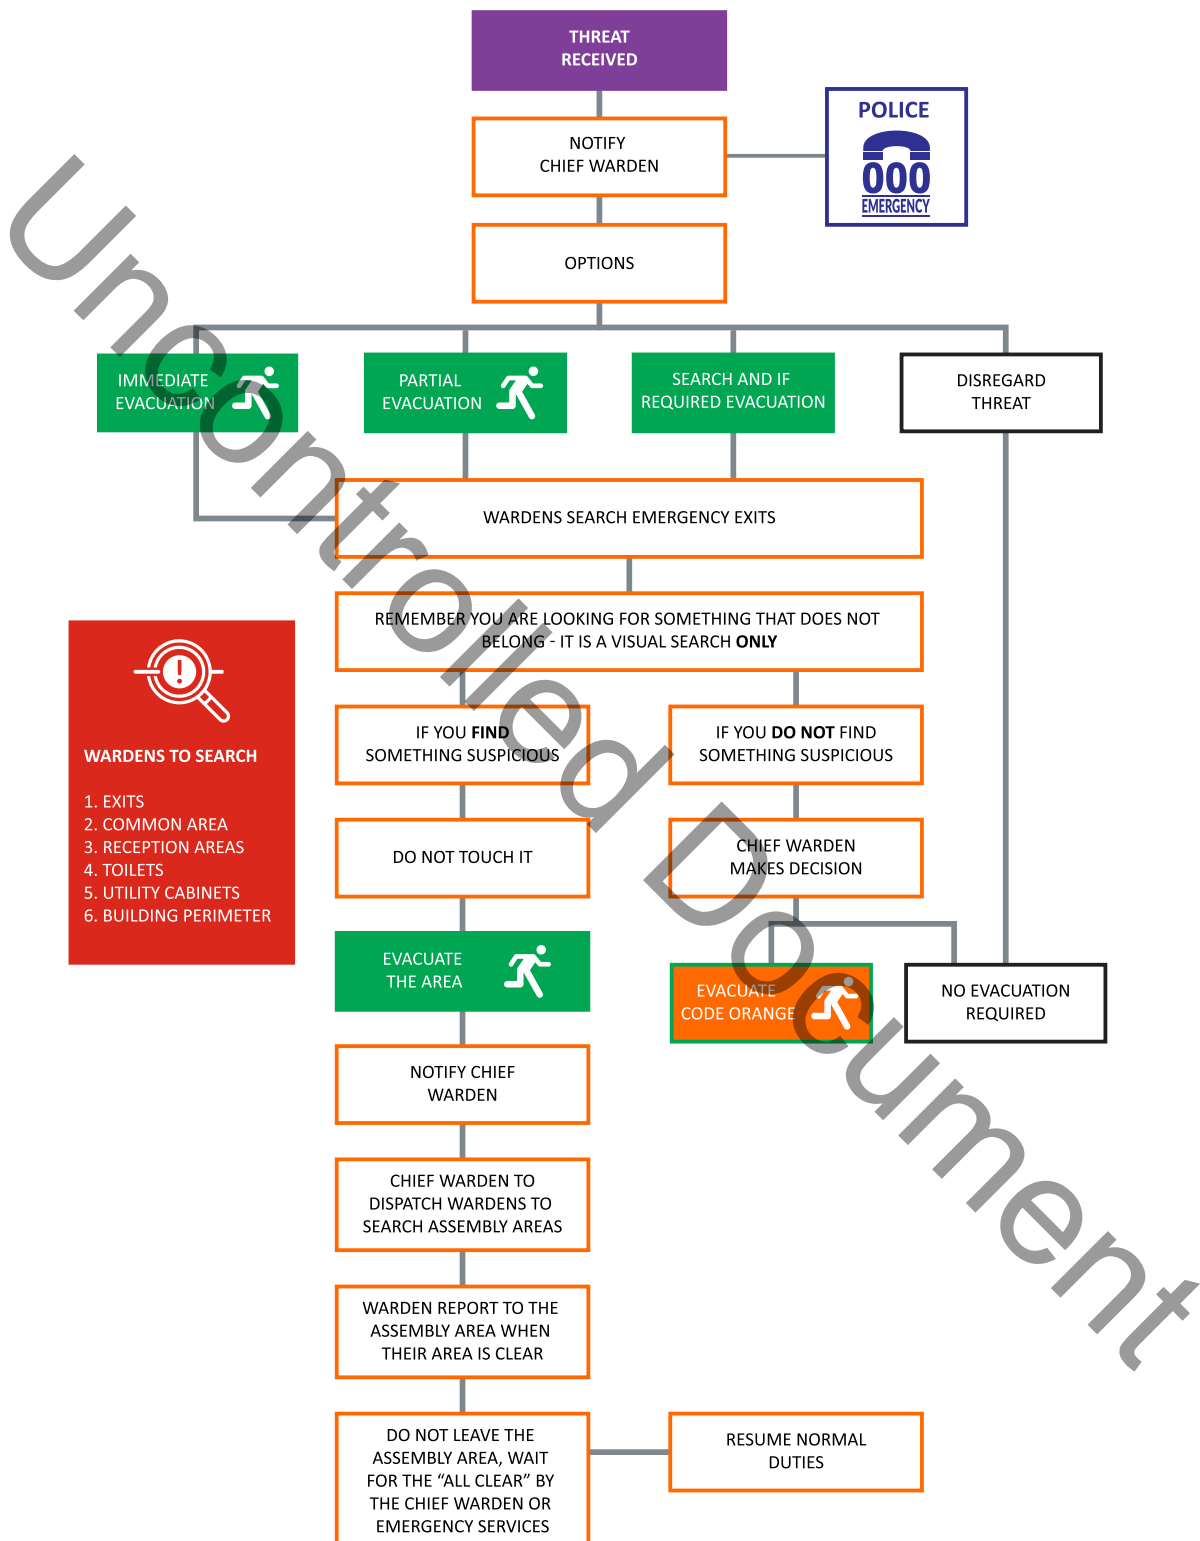 THREAT
RECEIVED
NOTIFY
CHIEF WARDEN
POLICE
000
EMERGENCY
OPTIONS
IMMEDIATE
EVACUATION
PARTIAL
EVACUATION
SEARCH AND IF
REQUIRED EVACUATION
DISREGARD
THREAT
WARDENS SEARCH EMERGENCY EXITS
REMEMBER YOU ARE LOOKING FOR SOMETHING THAT DOES NOT
BELONG - IT IS A VISUAL SEARCH ONLY
WARDENS TO SEARCH
1. EXITS
2. COMMON AREA
3. RECEPTION AREAS
4. TOILETS
5. UTILITY CABINETS
6. BUILDING PERIMETER
IF YOU FIND
SOMETHING SUSPICIOUS
IF YOU DO NOT FIND
SOMETHING SUSPICIOUS
DO NOT TOUCH IT
CHIEF WARDEN
MAKES DECISION
EVACUATE
THE AREA
EVACUATE
CODE ORANGE
NO EVACUATION
REQUIRED
NOTIFY CHIEF
WARDEN
CHIEF WARDEN TO
DISPATCH WARDENS TO
SEARCH ASSEMBLY AREAS
WARDEN REPORT TO THE
ASSEMBLY AREA WHEN
THEIR AREA IS CLEAR
DO NOT LEAVE THE
ASSEMBLY AREA, WAIT
FOR THE “ALL CLEAR” BY
THE CHIEF WARDEN OR
EMERGENCY SERVICES
RESUME NORMAL
DUTIES
Uncontrolled Document